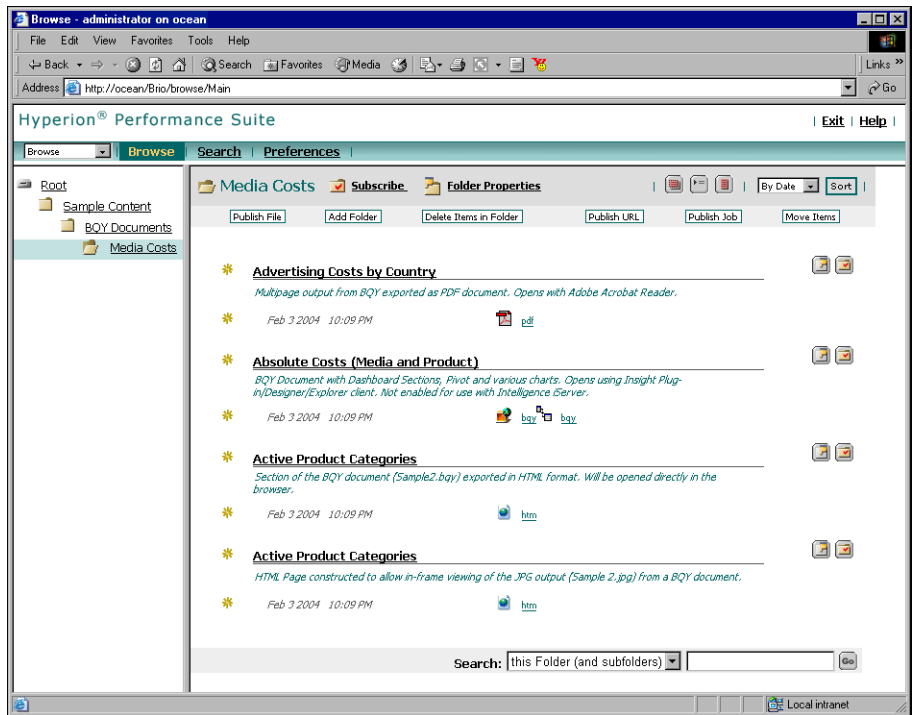 Browse - administrator on ocean
File Edit View Favorites Tools Help
Back Search Favorites Media Links »
Address http://ocean/Brio/browse/Main Go
Hyperion® Performance Suite | Exit | Help |
Browse | Browse Search | Preferences |
Root
Sample Content
BQY Documents
Media Costs
Media Costs Subscribe Folder Properties | | By Date Sort |
Publish File Add Folder Delete Items in Folder Publish URL Publish Job Move Items
Advertising Costs by Country
Multipage output from BQY exported as PDF document. Opens with Adobe Acrobat Reader.
Feb 3 2004 10:09 PM pdf
Absolute Costs (Media and Product)
BQY Document with Dashboard Sections, Pivot and various charts. Opens using Insight Plug-
in/Designer/Explorer client. Not enabled for use with Intelligence iServer.
Feb 3 2004 10:09 PM bqy bqy
Active Product Categories
Section of the BQY document (Sample2.bqy) exported in HTML format. Will be opened directly in the
browser.
Feb 3 2004 10:09 PM htm
Active Product Categories
HTML Page constructed to allow in-frame viewing of the JPG output (Sample 2.jpg) from a BQY document.
Feb 3 2004 10:09 PM htm
Search: this Folder (and subfolders) Go
Local intranet